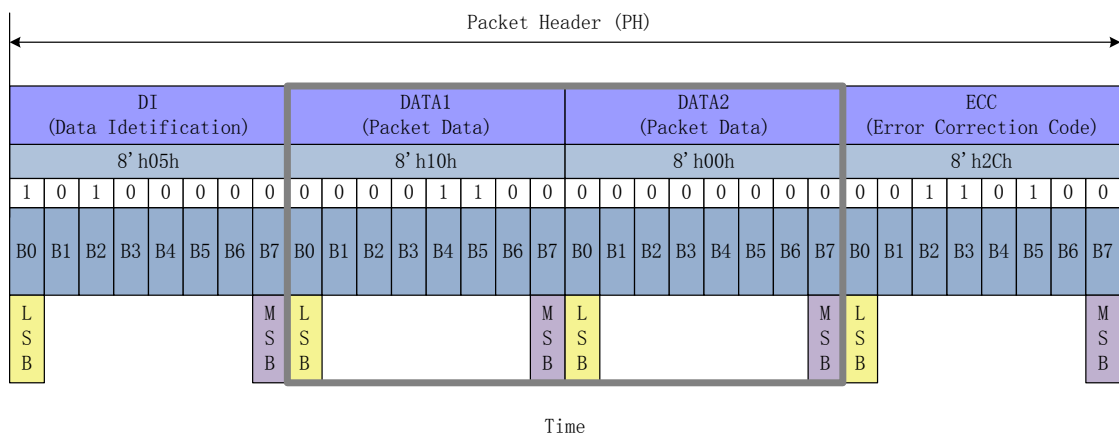 Packet Header (PH)
DI DATA1 DATA2 ECC
(Data Idetification) (Packet Data) (Packet Data) (Error Correction Code)
8'h05h 8'h10h 8'h00h 8'h2Ch
1 0 1 0 0 0 0 0 0 0 0 0 1 1 0 0 0 0 0 0 0 0 0 0 0 0 1 1 0 1 0 0
B0 B1 B2 B3 B4 B5 B6 B7 B0 B1 B2 B3 B4 B5 B6 B7 B0 B1 B2 B3 B4 B5 B6 B7 B0 B1 B2 B3 B4 B5 B6 B7
L M L M L M L M
S S S S S S S S
B B B B B B B B
Time